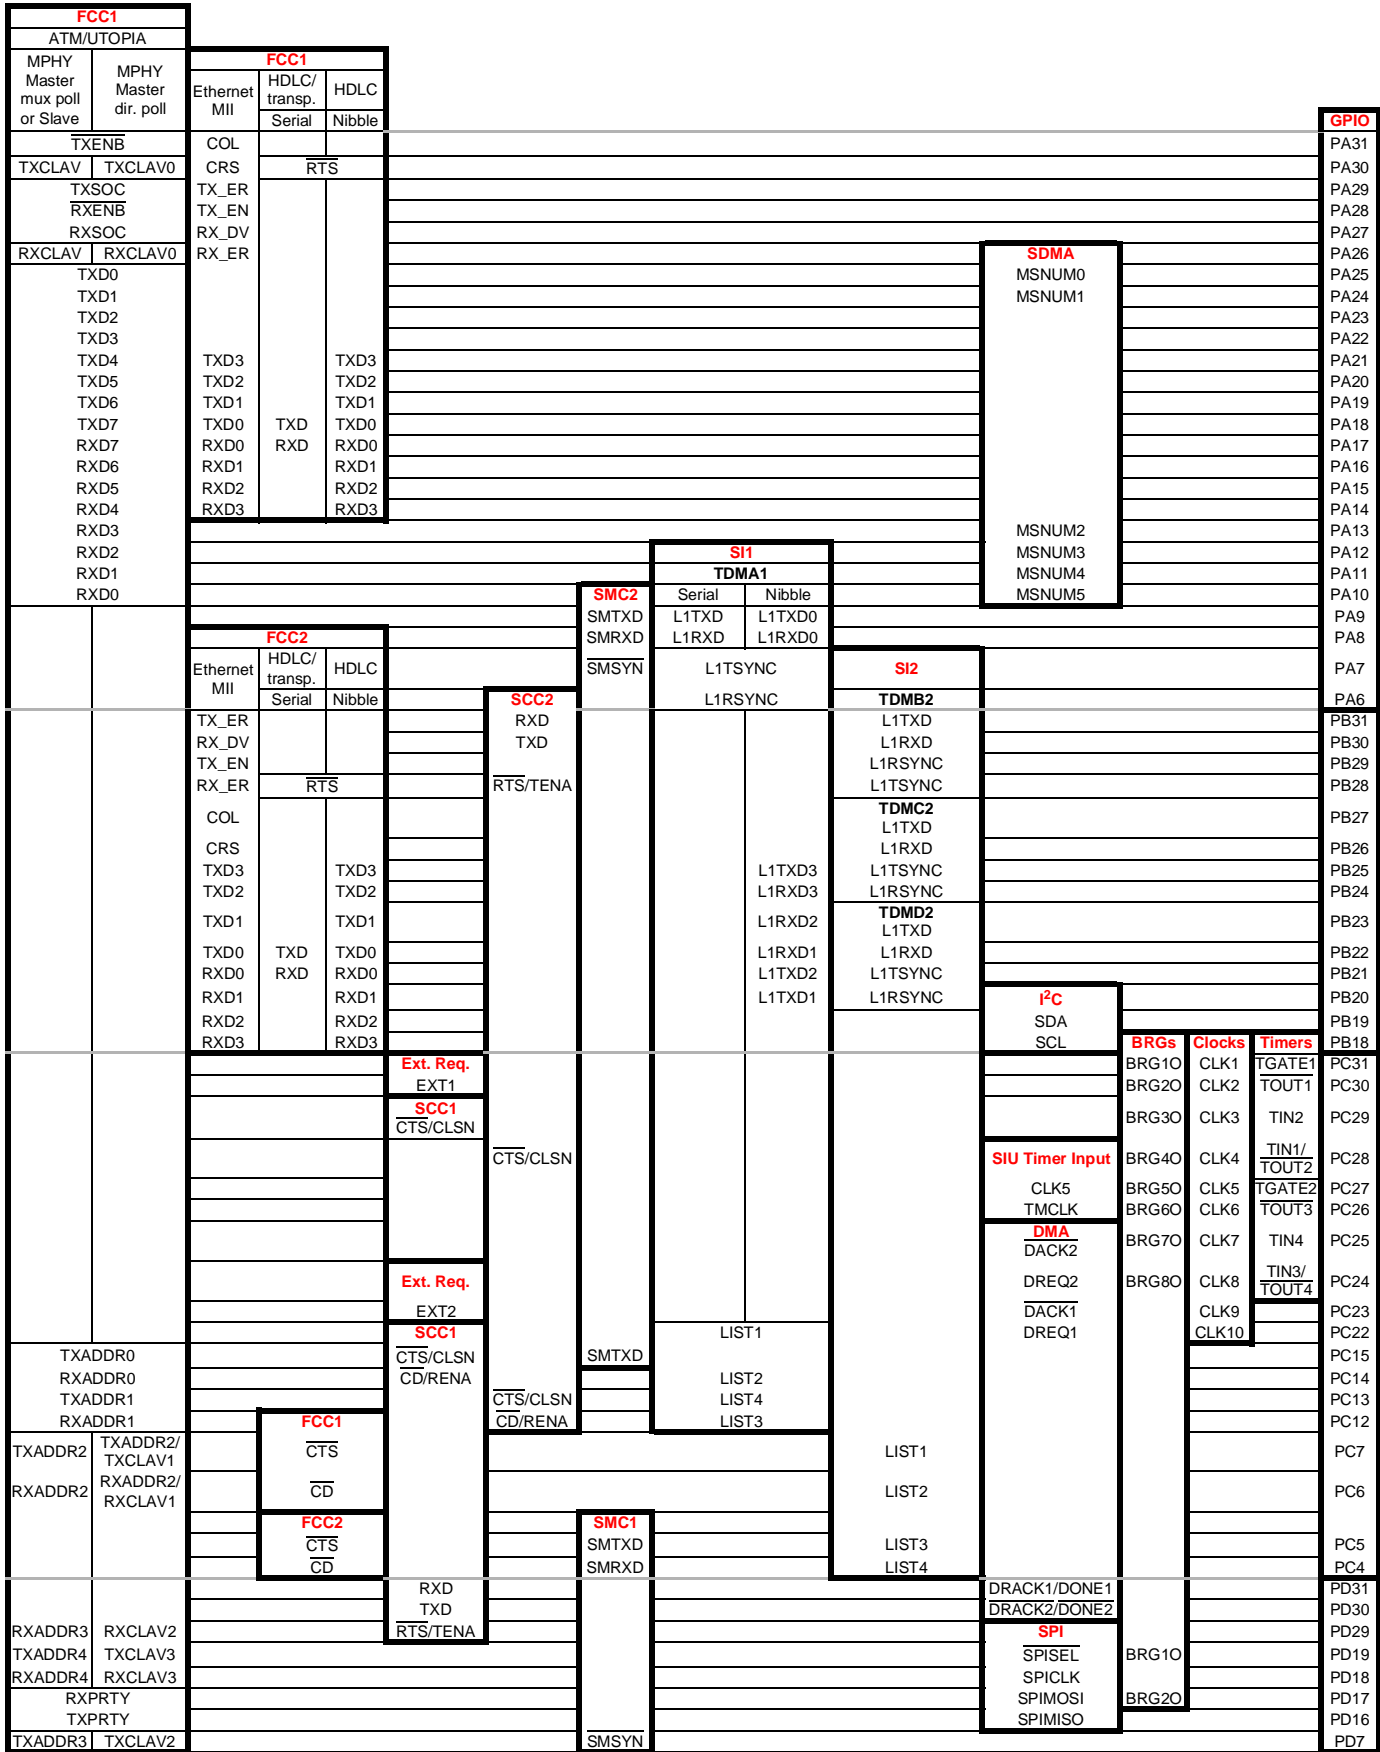 FCC1
ATM/UTOPIA
MPHY Master mux poll or Slave | MPHY Master dir. poll | FCC1
Ethernet MII | HDLC/ transp. | HDLC
Serial | Nibble | GPIO
TXENB | COL | PA31
TXCLAV | TXCLAV0 | CRS | RTS | PA30
TXSOC | TX_ER | PA29
RXENB | TX_EN | PA28
RXSOC | RX_DV | PA27
RXCLAV | RXCLAV0 | RX_ER | SDMA | PA26
TXD0 | MSNUM0 | PA25
TXD1 | MSNUM1 | PA24
TXD2 | PA23
TXD3 | PA22
TXD4 | TXD3 | TXD3 | PA21
TXD5 | TXD2 | TXD2 | PA20
TXD6 | TXD1 | TXD1 | PA19
TXD7 | TXD0 | TXD | TXD0 | PA18
RXD7 | RXD0 | RXD | RXD0 | PA17
RXD6 | RXD1 | RXD1 | PA16
RXD5 | RXD2 | RXD2 | PA15
RXD4 | RXD3 | RXD3 | PA14
RXD3 | MSNUM2 | PA13
RXD2 | SI1 | MSNUM3 | PA12
RXD1 | TDMA1 | MSNUM4 | PA11
RXD0 | SMC2 | Serial | Nibble | MSNUM5 | PA10
SMTXD | L1TXD | L1TXD0 | PA9
FCC2 | SMRXD | L1RXD | L1RXD0 | PA8
Ethernet MII | HDLC/ transp. | HDLC | SMSYN | L1TSYNC | SI2 | PA7
Serial | Nibble | SCC2 | L1RSYNC | TDMB2 | PA6
TX_ER | RXD | L1TXD | PB31
RX_DV | TXD | L1RXD | PB30
TX_EN | L1RSYNC | PB29
RX_ER | RTS | RTS/TENA | L1TSYNC | PB28
COL | TDMC2 L1TXD | PB27
CRS | L1RXD | PB26
TXD3 | TXD3 | L1TXD3 | L1TSYNC | PB25
TXD2 | TXD2 | L1RXD3 | L1RSYNC | PB24
TXD1 | TXD1 | L1RXD2 | TDMD2 L1TXD | PB23
TXD0 | TXD | TXD0 | L1RXD1 | L1RXD | PB22
RXD0 | RXD | RXD0 | L1TXD2 | L1TSYNC | PB21
RXD1 | RXD1 | L1TXD1 | L1RSYNC | I²C | PB20
RXD2 | RXD2 | SDA | PB19
RXD3 | RXD3 | SCL | BRGs | Clocks | Timers | PB18
Ext. Req. | BRG1O | CLK1 | TGATE1 | PC31
EXT1 | BRG2O | CLK2 | TOUT1 | PC30
SCC1 CTS/CLSN | BRG3O | CLK3 | TIN2 | PC29
CTS/CLSN | SIU Timer Input | BRG4O | CLK4 | TIN1/ TOUT2 | PC28
CLK5 | BRG5O | CLK5 | TGATE2 | PC27
TMCLK | BRG6O | CLK6 | TOUT3 | PC26
DMA DACK2 | BRG7O | CLK7 | TIN4 | PC25
Ext. Req. | DREQ2 | BRG8O | CLK8 | TIN3/ TOUT4 | PC24
EXT2 | DACK1 | CLK9 | PC23
SCC1 | LIST1 | DREQ1 | CLK10 | PC22
TXADDR0 | CTS/CLSN | SMTXD | PC15
RXADDR0 | CD/RENA | LIST2 | PC14
TXADDR1 | CTS/CLSN | LIST4 | PC13
RXADDR1 | FCC1 | CD/RENA | LIST3 | PC12
TXADDR2 | TXADDR2/ TXCLAV1 | CTS | LIST1 | PC7
RXADDR2 | RXADDR2/ RXCLAV1 | CD | LIST2 | PC6
FCC2 | SMC1
CTS | SMTXD | LIST3 | PC5
CD | SMRXD | LIST4 | PC4
RXD | DRACK1/DONE1 | PD31
TXD | DRACK2/DONE2 | PD30
RXADDR3 | RXCLAV2 | RTS/TENA | SPI | PD29
TXADDR4 | TXCLAV3 | SPISEL | BRG1O | PD19
RXADDR4 | RXCLAV3 | SPICLK | PD18
RXPRTY | SPIMOSI | BRG2O | PD17
TXPRTY | SPIMISO | PD16
TXADDR3 | TXCLAV2 | SMSYN | PD7